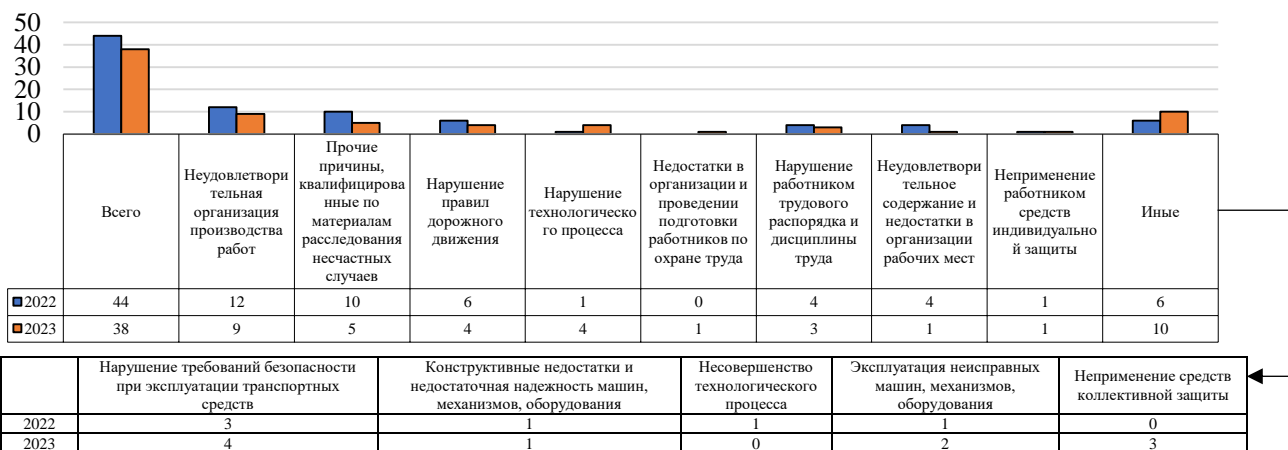 50
40
30
20
10
0
Всего
Неудовлетвори
тельная
организация
производства
работ
Прочие
причины,
квалифицирова
нные по
материалам
расследования
несчастных
случаев
Нарушение
правил
дорожного
движения
Нарушение
технологическо
го процесса
Недостатки в
организации и
проведении
подготовки
работников по
охране труда
Нарушение
работником
трудового
распорядка и
дисциплины
труда
Неудовлетвори
тельное
содержание и
недостатки в
организации
рабочих мест
Неприменение
работником
средств
индивидуально
й защиты
Иные
2022 44 12 10 6 1 0 4 4 1 6
2023 38 9 5 4 4 1 3 1 1 10
Нарушение требований безопасности
при эксплуатации транспортных
средств
Конструктивные недостатки и
недостаточная надежность машин,
механизмов, оборудования
Несовершенство
технологического
процесса
Эксплуатация неисправных
машин, механизмов,
оборудования
Неприменение средств
коллективной защиты
2022 3 1 1 1 0
2023 4 1 0 2 3